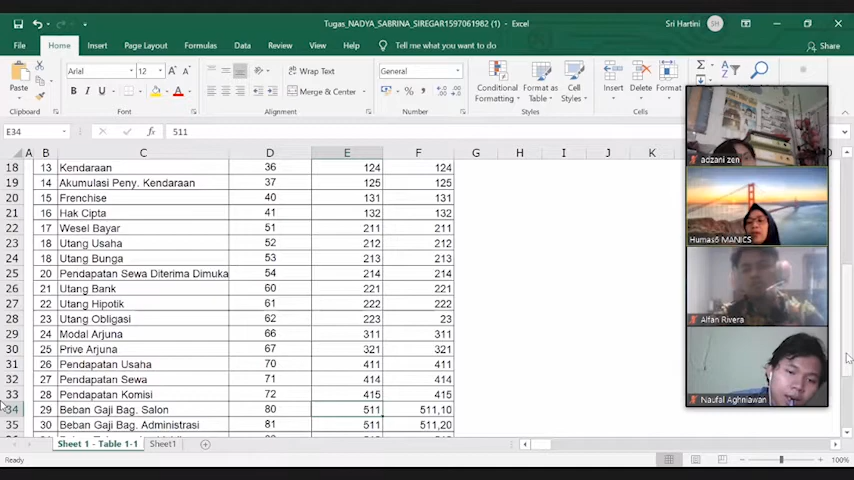 Tugas_NADYA_SABRINA_SIREGAR1597061982 (1) - Excel
Sri Hartini SH
File Home Insert Page Layout Formulas Data Review View Help Tell me what you want to do Share
Arial 12 Wrap Text General
Paste B I U Merge & Center % Conditional Formatting Format as Table Cell Styles Insert Delete Format
Font Alignment Number Styles Cells
E34 fx 511
A B C D E F G H I J K
18 13 Kendaraan 36 124 124
19 14 Akumulasi Peny. Kendaraan 37 125 125
20 15 Frenchise 40 131 131
21 16 Hak Cipta 41 132 132
22 17 Wesel Bayar 51 211 211
23 18 Utang Usaha 52 212 212
24 18 Utang Bunga 53 213 213
25 20 Pendapatan Sewa Diterima Dimuka 54 214 214
26 21 Utang Bank 60 221 221
27 22 Utang Hipotik 61 222 222
28 23 Utang Obligasi 62 223 23
29 24 Modal Arjuna 66 311 311
30 25 Prive Arjuna 67 321 321
31 26 Pendapatan Usaha 70 411 411
32 27 Pendapatan Sewa 71 414 414
33 28 Pendapatan Komisi 72 415 415
34 29 Beban Gaji Bag. Salon 80 511 511,10
35 30 Beban Gaji Bag. Administrasi 81 511 511,20
adzani zen
Humas6 MANICS
Alfan Rivera
Naufal Aghniawan
Sheet 1 - Table 1-1 Sheet1
Ready 100%